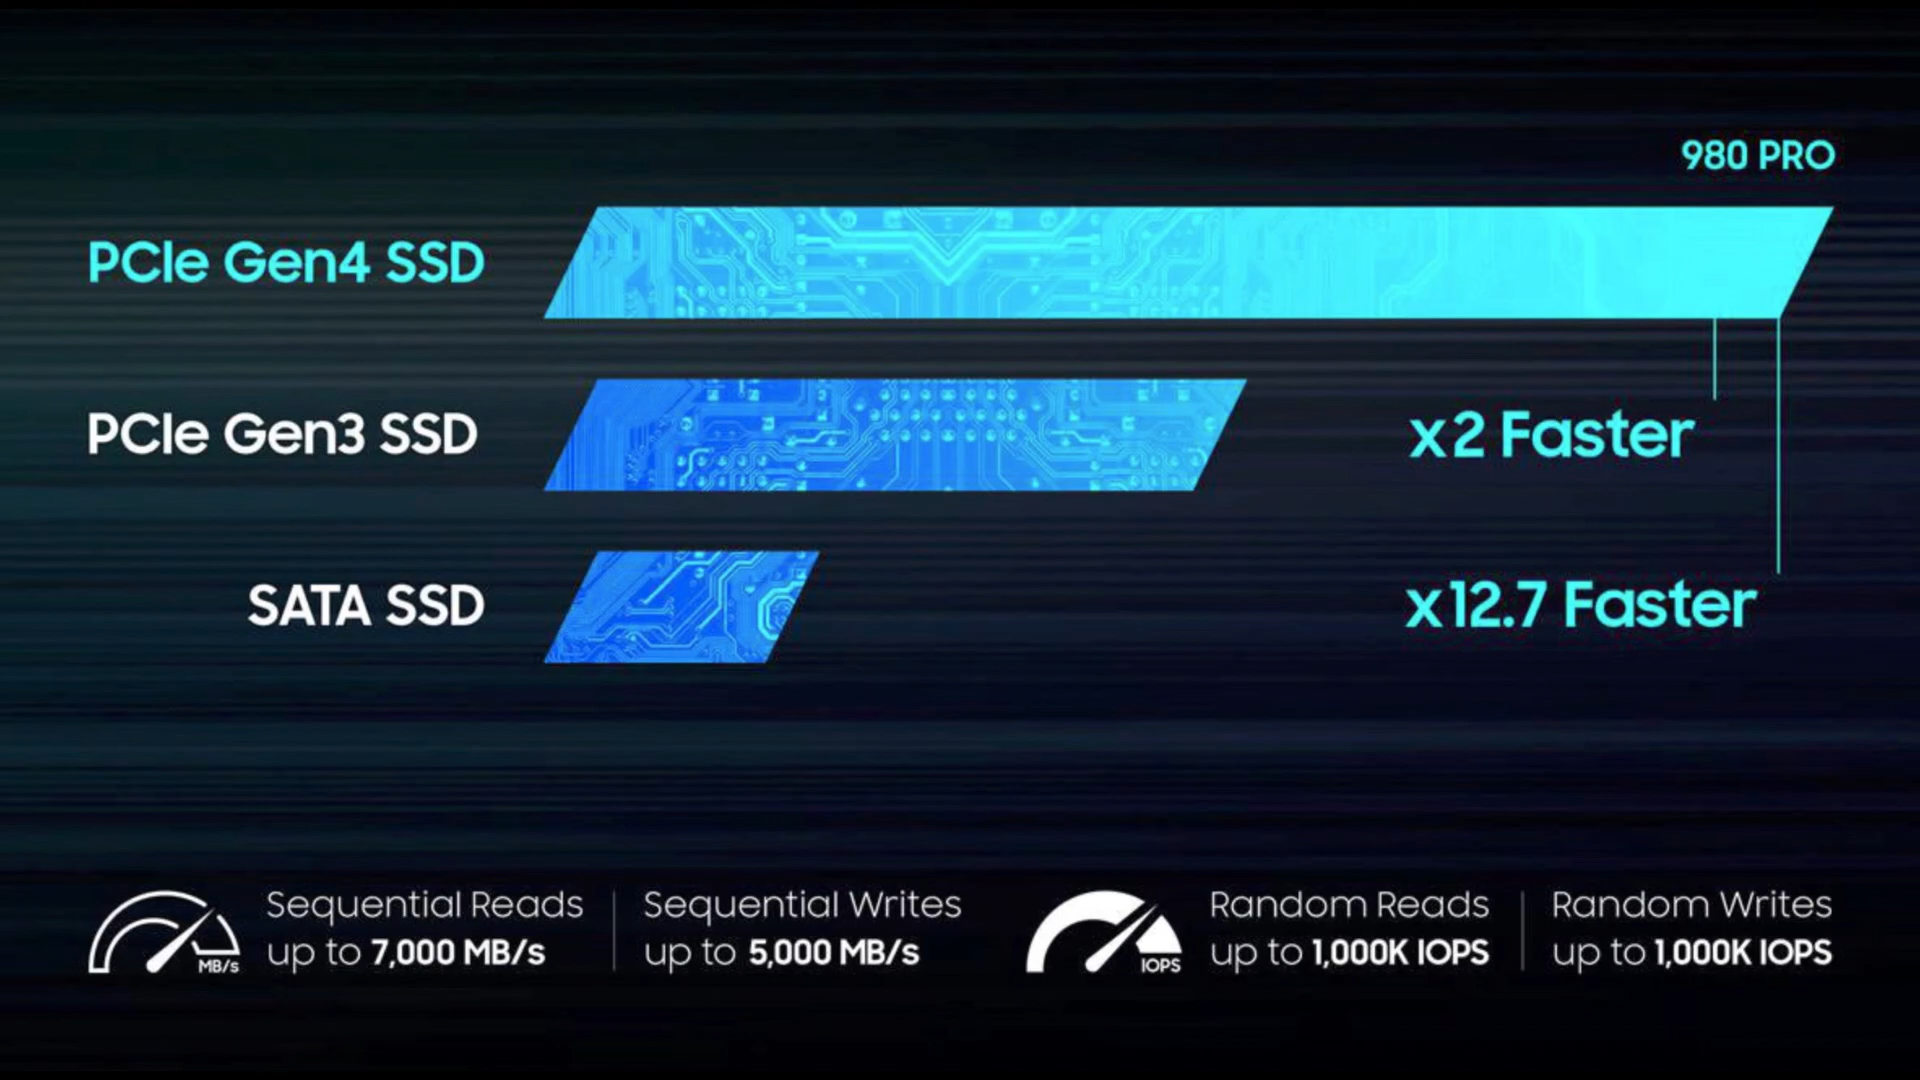 980 PRO
PCIe Gen4 SSD
PCIe Gen3 SSD
x2 Faster
SATA SSD
x12.7 Faster
MB/s
Sequential Reads
up to 7,000 MB/s
Sequential Writes
up to 5,000 MB/s
IOPS
Random Reads
up to 1,000K IOPS
Random Writes
up to 1,000K IOPS